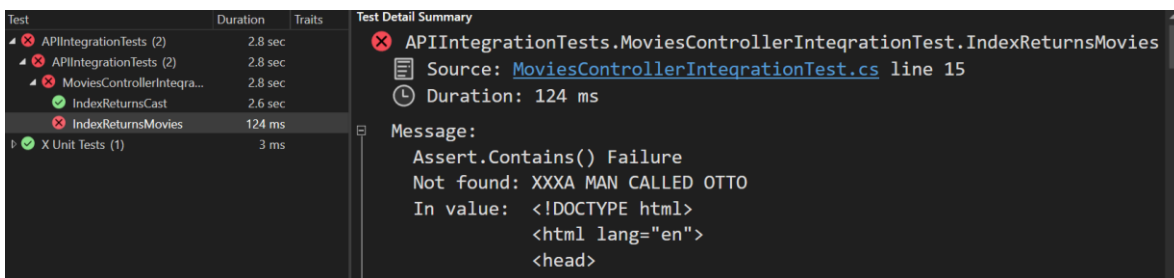 Test Duration Traits
APIIntegrationTests (2) 2.8 sec
APIIntegrationTests (2) 2.8 sec
MoviesControllerInteqra... 2.8 sec
IndexReturnsCast 2.6 sec
IndexReturnsMovies 124 ms
X Unit Tests (1) 3 ms
Test Detail Summary
APIIntegrationTests.MoviesControllerInteqrationTest.IndexReturnsMovies
Source: MoviesControllerInteqrationTest.cs line 15
Duration: 124 ms
Message:
Assert.Contains() Failure
Not found: XXXA MAN CALLED OTTO
In value: <!DOCTYPE html>
<html lang="en">
<head>